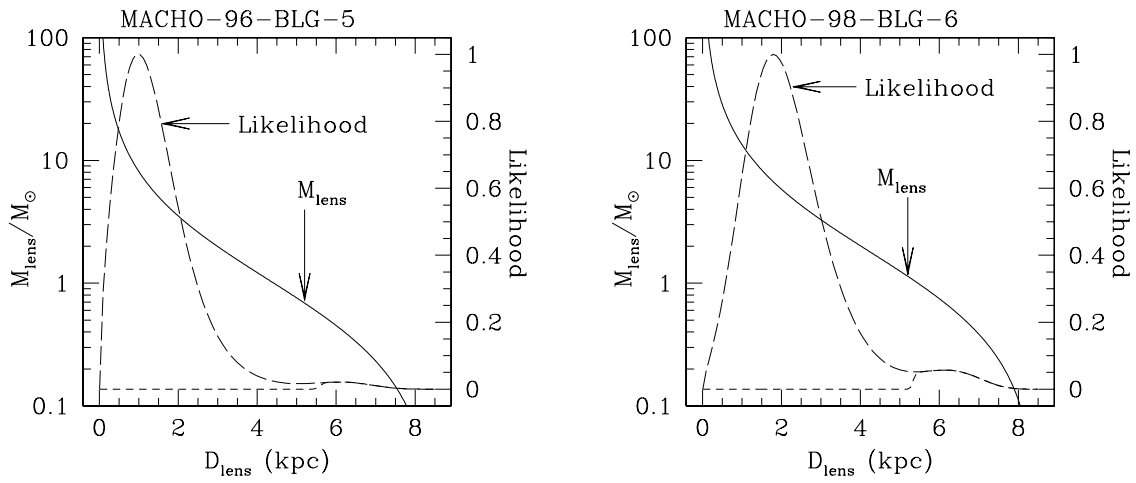 MACHO-96-BLG-5
100
10
1
0.1
M_lens/M_⊙
0
2
4
6
8
D_lens (kpc)
1
0.8
0.6
0.4
0.2
0
Likelihood
Likelihood
M_lens
MACHO-98-BLG-6
100
10
1
0.1
M_lens/M_⊙
0
2
4
6
8
D_lens (kpc)
1
0.8
0.6
0.4
0.2
0
Likelihood
Likelihood
M_lens